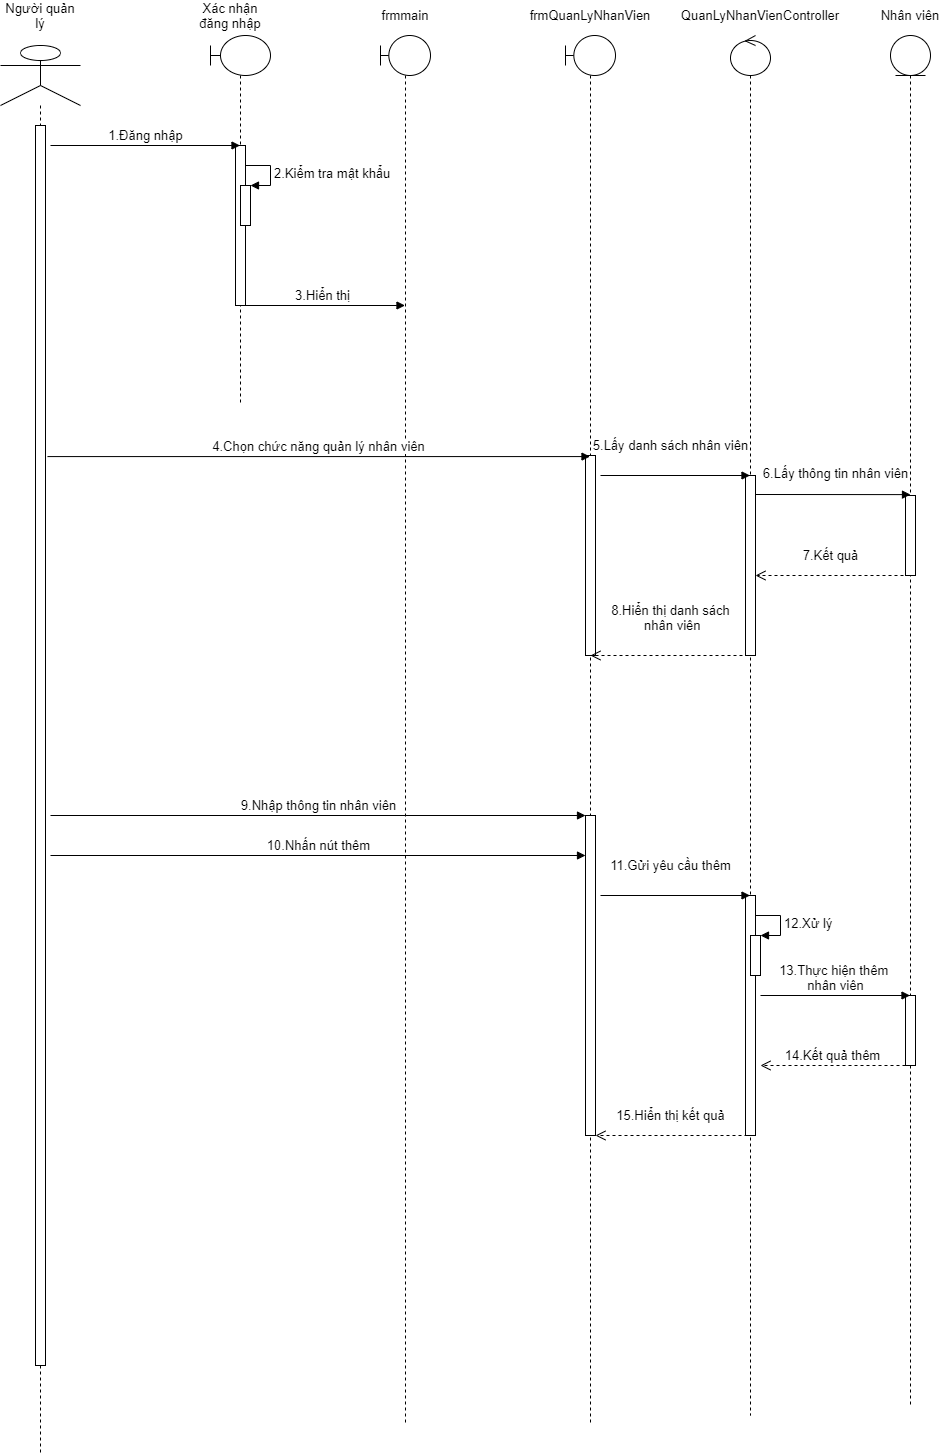 Người quản
lý
Xác nhận
đăng nhập
frmmain
frmQuanLyNhanVien
QuanLyNhanVienController
Nhân viên
1.Đăng nhập
2.Kiểm tra mật khẩu
3.Hiển thị
4.Chọn chức năng quản lý nhân viên
5.Lấy danh sách nhân viên
6.Lấy thông tin nhân viên
7.Kết quả
8.Hiển thị danh sách
nhân viên
9.Nhập thông tin nhân viên
10.Nhấn nút thêm
11.Gửi yêu cầu thêm
12.Xử lý
13.Thực hiện thêm
nhân viên
14.Kết quả thêm
15.Hiển thị kết quả